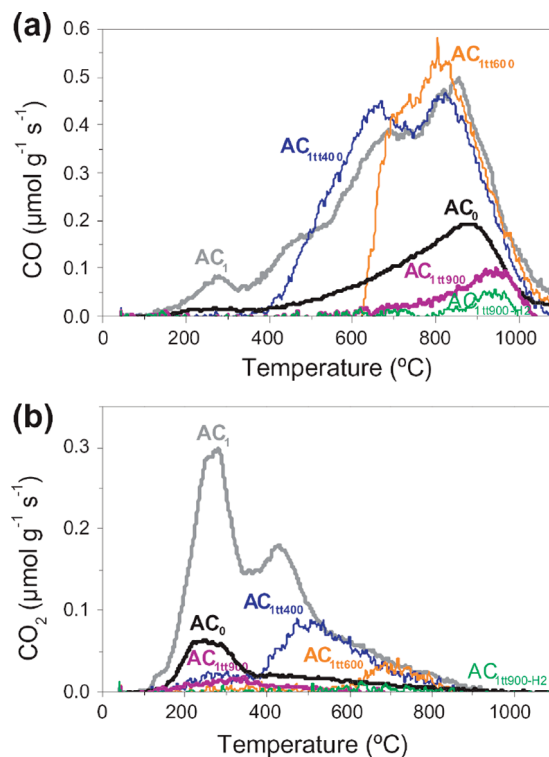 (a)
CO (μmol g⁻¹ s⁻¹)
0.6
0.5
0.4
0.3
0.2
0.1
0.0
AC1tt600
AC1tt400
AC0
AC1
AC1tt900
AC1tt900-H2
0 200 400 600 800 1000
Temperature (ºC)
(b)
CO₂ (μmol g⁻¹ s⁻¹)
0.3
0.2
0.1
0.0
AC1
AC1tt400
AC0
AC1tt900
AC1tt600
AC1tt900-H2
0 200 400 600 800 1000
Temperature (ºC)